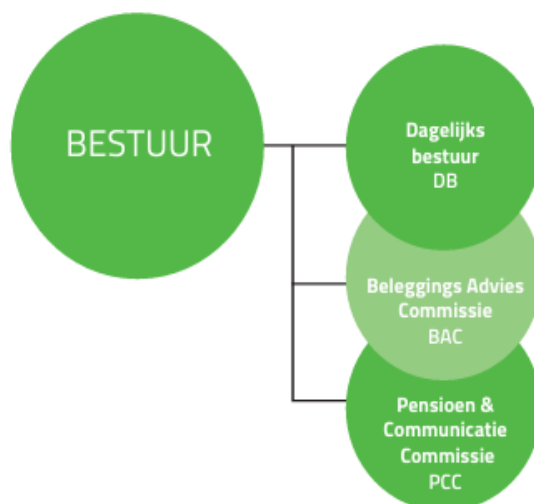 BESTUUR
Dagelijks
bestuur
DB
Beleggings Advies
Commissie
BAC
Pensioen &
Communicatie
Commissie
PCC